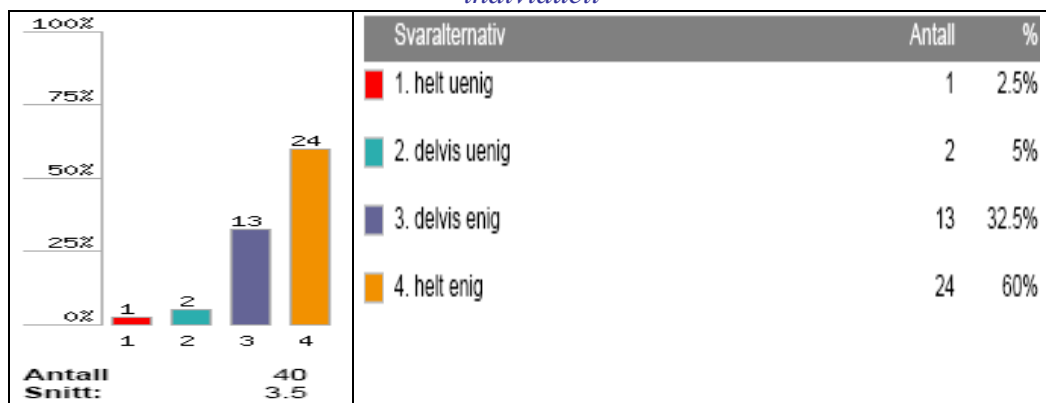 individuelt
100%
75%
50%
25%
0%
1
2
13
24
1 2 3 4
Antall 40
Snitt: 3.5
Svaralternativ Antall %
1. helt uenig 1 2.5%
2. delvis uenig 2 5%
3. delvis enig 13 32.5%
4. helt enig 24 60%